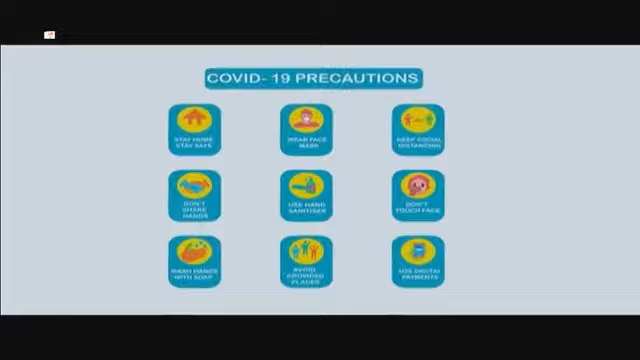 COVID- 19 PRECAUTIONS
STAY HOME
STAY SAFE
WEAR FACE
MASK
KEEP SOCIAL
DISTANCING
DON'T
SHAKE
HANDS
USE HAND
SANITISER
DON'T
TOUCH FACE
WASH HANDS
WITH SOAP
AVOID
CROWDED
PLACES
USE DIGITAL
PAYMENTS